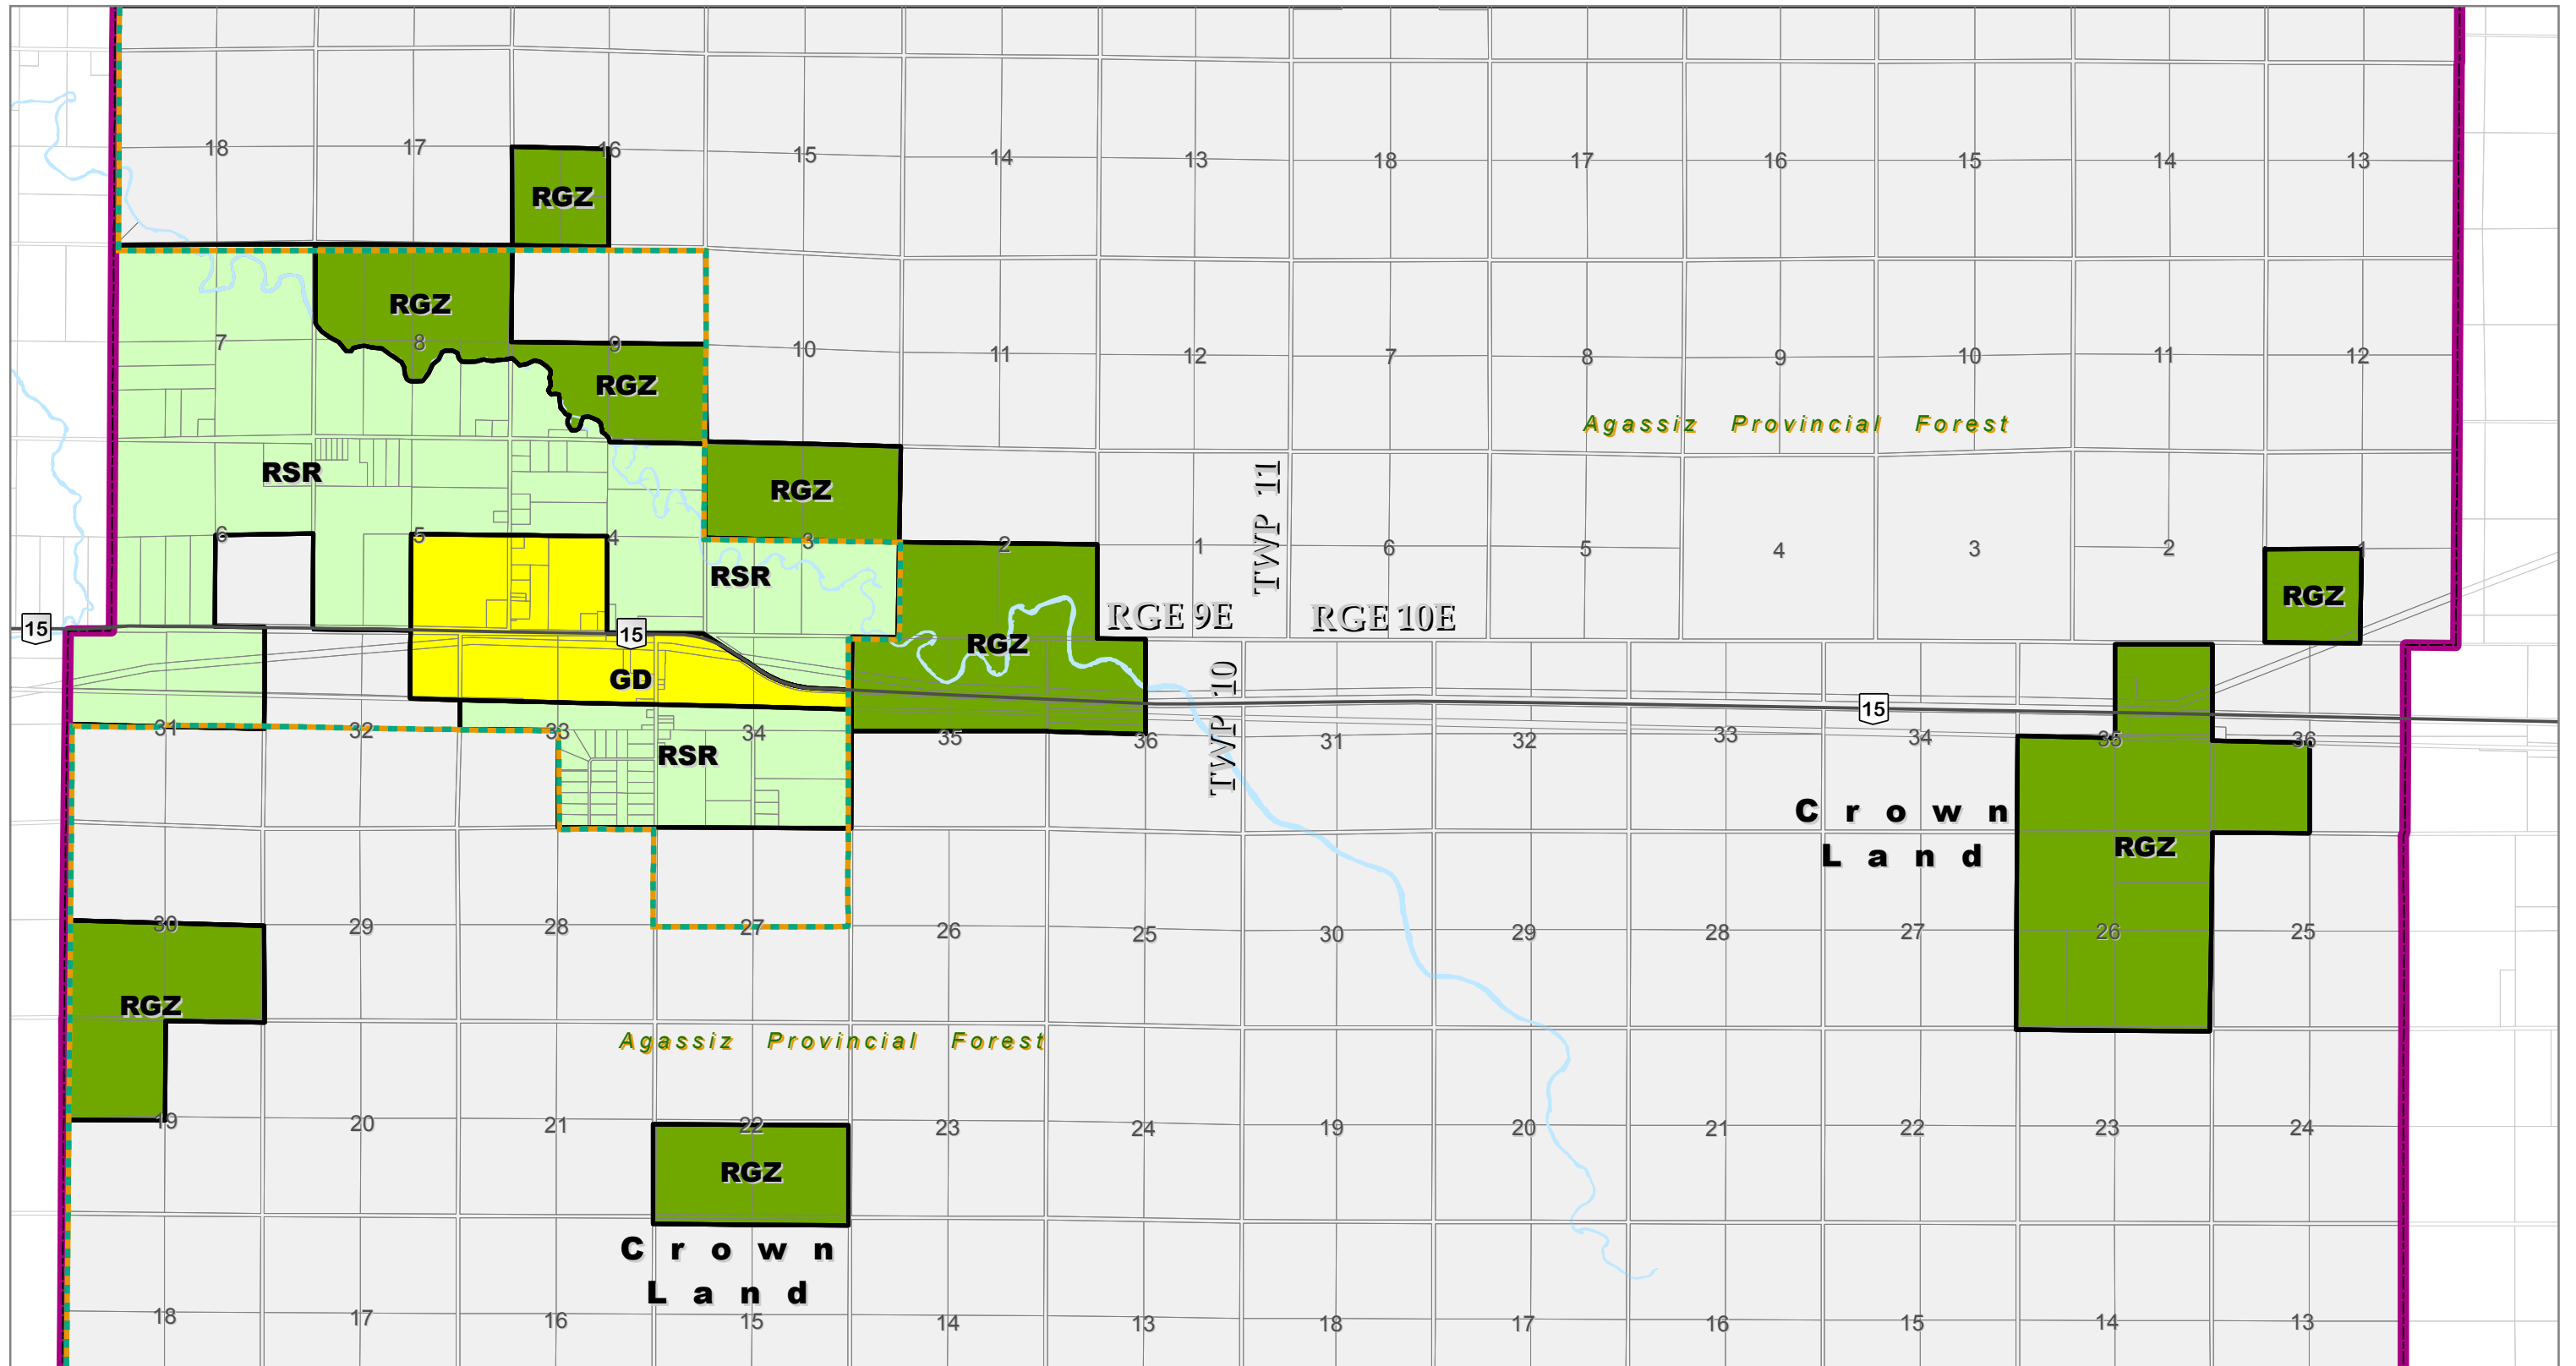 18 17 16 15 14 13 18 17 16 15 14 13
RGZ
RGZ
7 8 9 10 11 12 7 8 9 10 11 12
RGZ
Agassiz Provincial Forest
RSR
RGZ
TWP 11
6 5 4 3 2 1 6 5 4 3 2 1
RSR
RGZ
RGE 9E RGE 10E
15 15
RGZ
GD
TWP 10
15
31 32 33 34 35 36 31 32 33 34 35 36
RSR
Crown
Land
RGZ
30 29 28 27 26 25 30 29 28 27 26 25
RGZ
Agassiz Provincial Forest
19 20 21 22 23 24 19 20 21 22 23 24
RGZ
Crown
Land
18 17 16 15 14 13 18 17 16 15 14 13